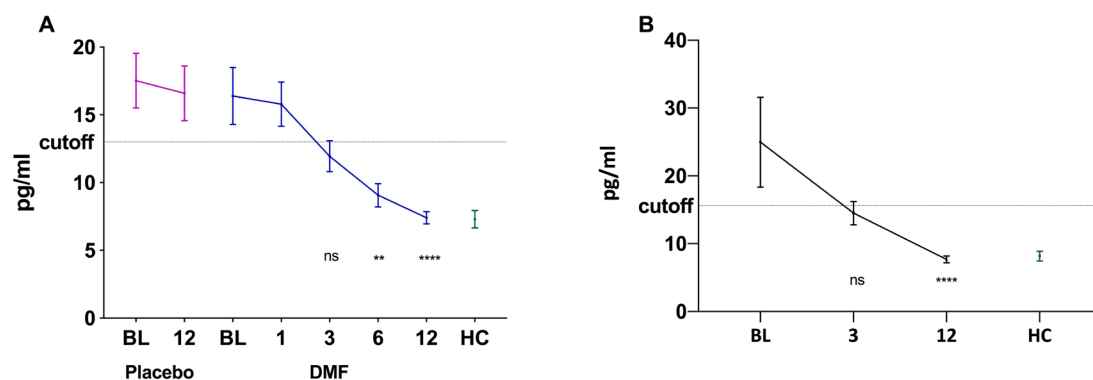 A
20
15
cutoff
10
5
0
pg/ml
ns ** ****
BL 12 BL 1 3 6 12 HC
Placebo DMF
B
40
30
20
cutoff
10
0
pg/ml
ns ****
BL 3 12 HC